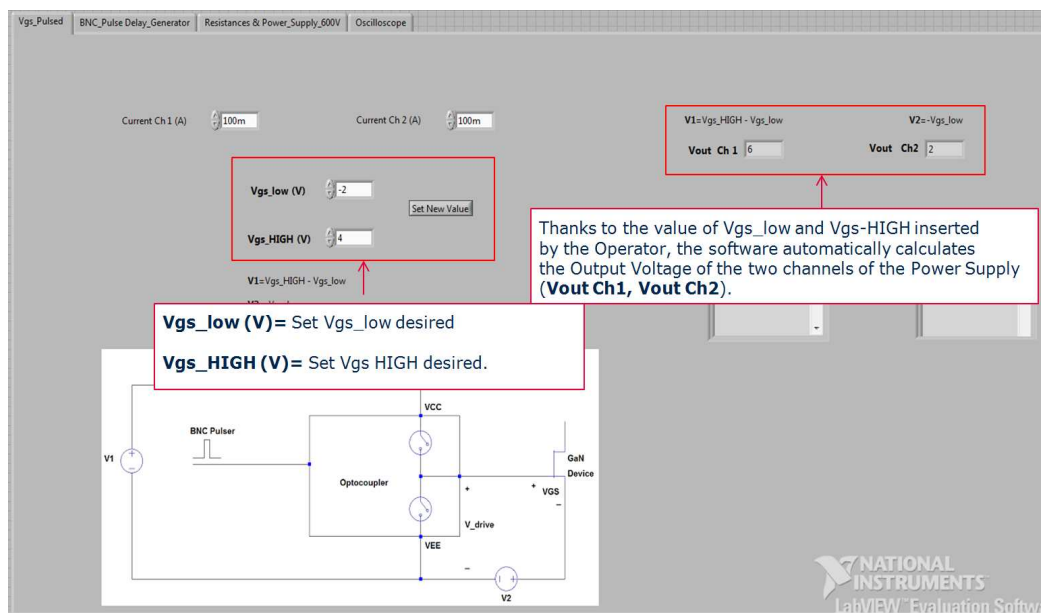 Vgs_Pulsed
BNC_Pulse Delay_Generator
Resistances & Power_Supply_600V
Oscilloscope
Current Ch 1 (A)
100m
Current Ch 2 (A)
100m
V1=Vgs_HIGH - Vgs_low
V2=-Vgs_low
Vout Ch 1
6
Vout Ch2
2
Vgs_low (V)
-2
Set New Value
Vgs_HIGH (V)
4
V1=Vgs_HIGH - Vgs_low
Thanks to the value of Vgs_low and Vgs-HIGH inserted
by the Operator, the software automatically calculates
the Output Voltage of the two channels of the Power Supply
(Vout Ch1, Vout Ch2).
Vgs_low (V)= Set Vgs_low desired
Vgs_HIGH (V)= Set Vgs HIGH desired.
VCC
BNC Pulser
V1
+
–
Optocoupler
GaN
Device
+
VGS
–
+
V_drive
–
VEE
- +
V2
NATIONAL
INSTRUMENTS
LabVIEW™ Evaluation Softw